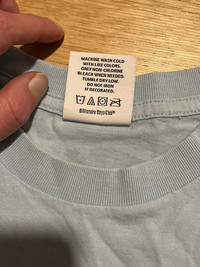 MACHINE WASH COLD
WITH LIKE COLORS.
ONLY NON-CHLORINE
BLEACH WHEN NEEDED.
TUMBLE DRY LOW.
DO NOT IRON
IF DECORATED.
Billionaire Boys Club™